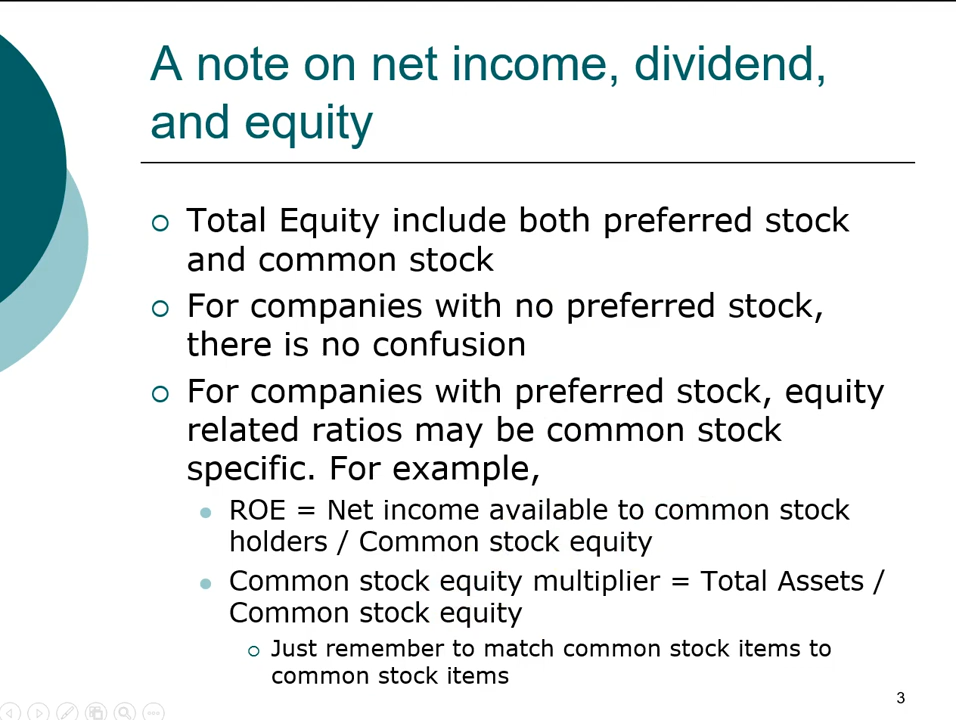 A note on net income, dividend,
and equity
Total Equity include both preferred stock
and common stock
For companies with no preferred stock,
there is no confusion
For companies with preferred stock, equity
related ratios may be common stock
specific. For example,
ROE = Net income available to common stock
holders / Common stock equity
Common stock equity multiplier = Total Assets /
Common stock equity
Just remember to match common stock items to
common stock items
3